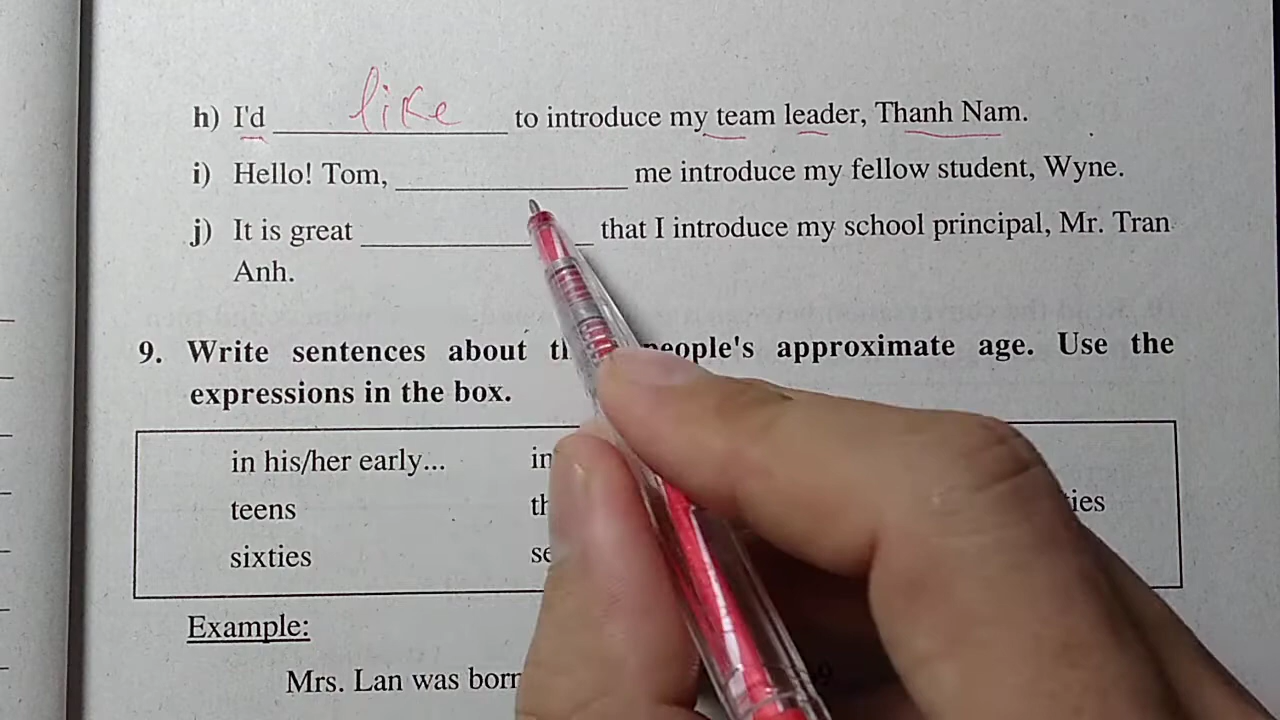 h) I'd like to introduce my team leader, Thanh Nam.
i) Hello! Tom, ____________ me introduce my fellow student, Wyne.
j) It is great ____________ that I introduce my school principal, Mr. Tran
Anh.
9. Write sentences about people's approximate age. Use the
expressions in the box.
in his/her early...
teens
sixties
Example:
Mrs. Lan was born